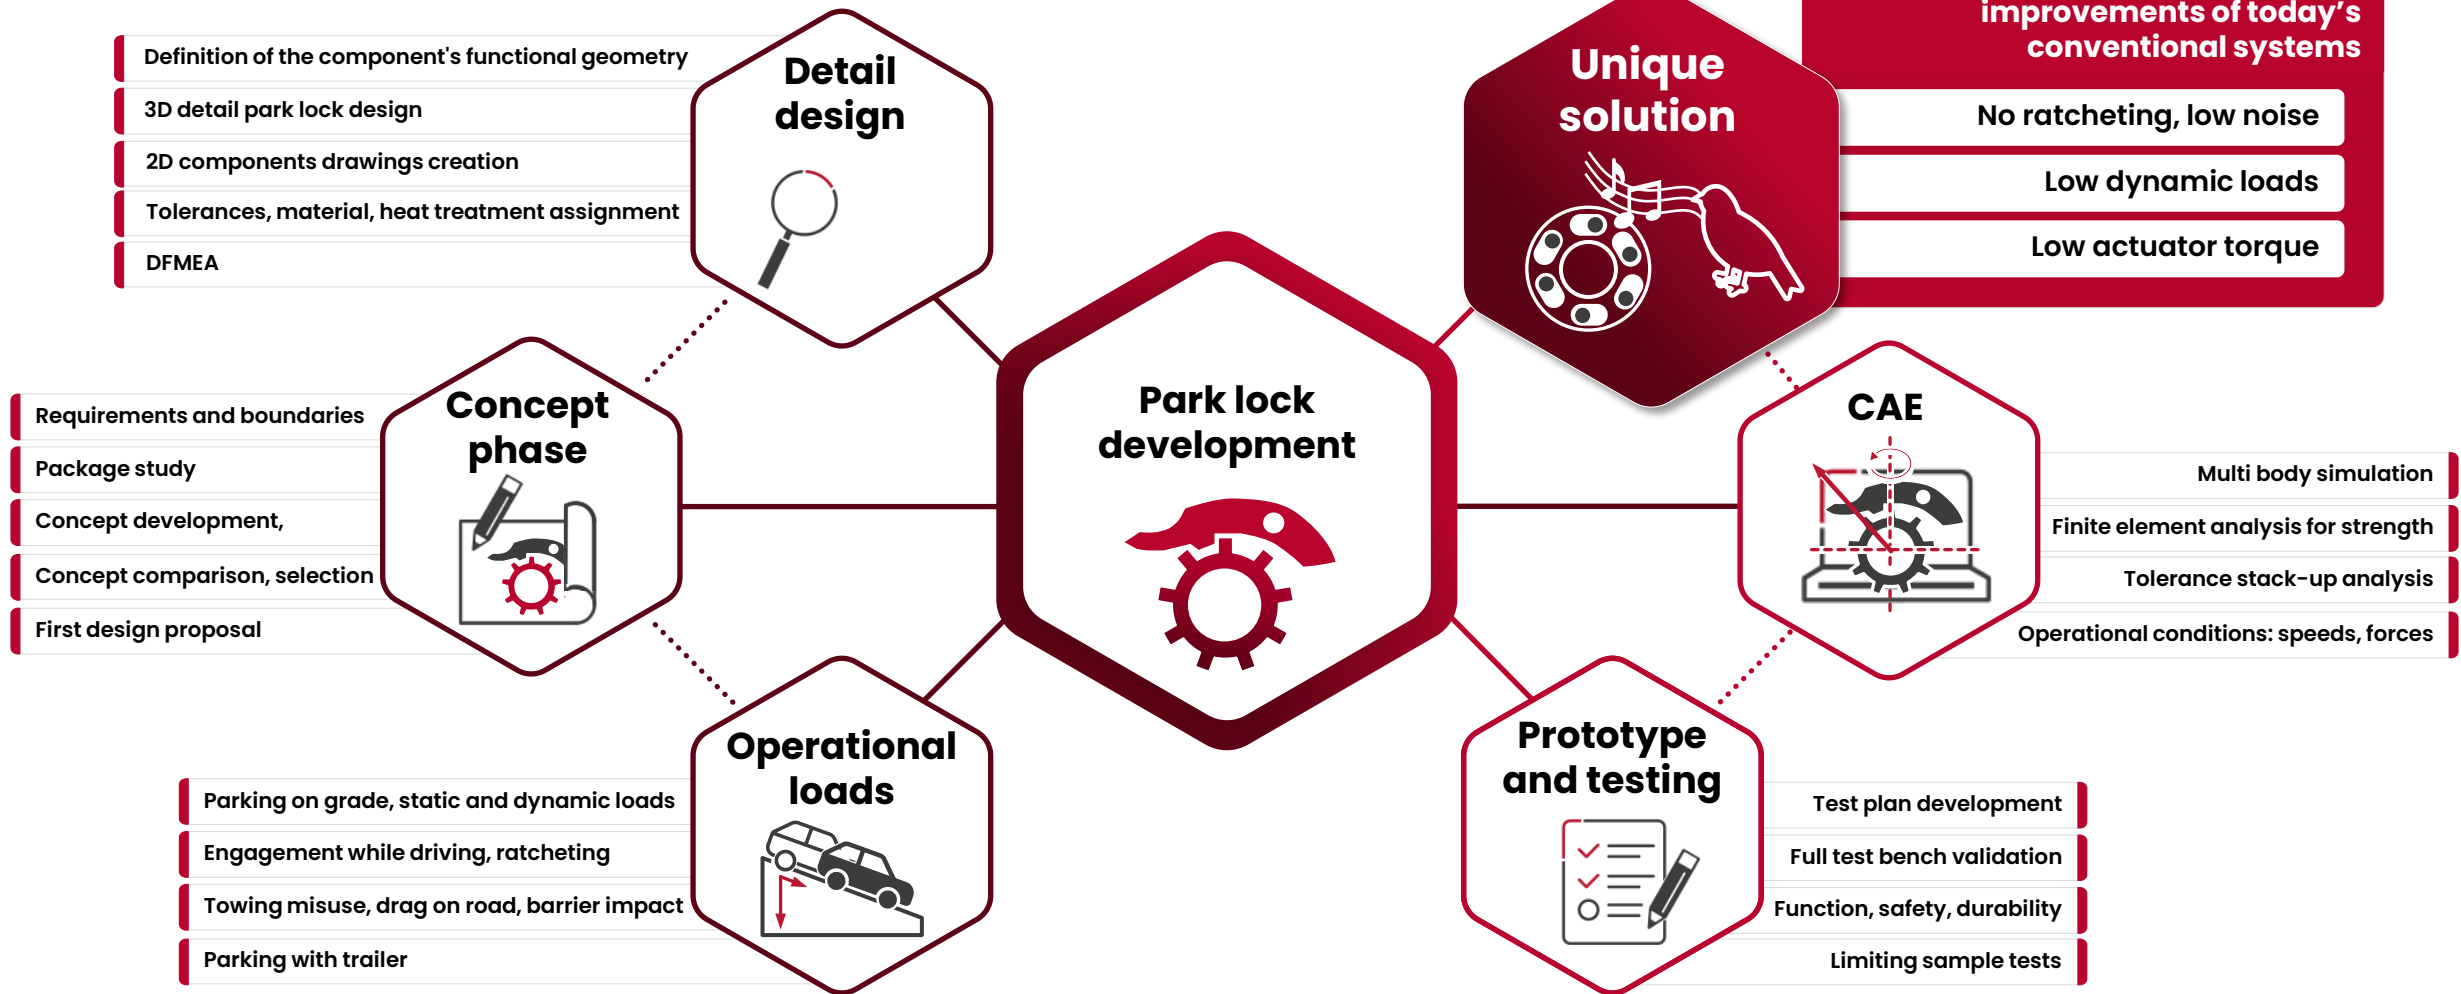 Detail
design
Definition of the component's functional geometry
3D detail park lock design
2D components drawings creation
Tolerances, material, heat treatment assignment
DFMEA
Concept
phase
Requirements and boundaries
Package study
Concept development,
Concept comparison, selection
First design proposal
Operational
loads
Parking on grade, static and dynamic loads
Engagement while driving, ratcheting
Towing misuse, drag on road, barrier impact
Parking with trailer
Park lock
development
Unique
solution
improvements of today’s
conventional systems
No ratcheting, low noise
Low dynamic loads
Low actuator torque
CAE
Multi body simulation
Finite element analysis for strength
Tolerance stack-up analysis
Operational conditions: speeds, forces
Prototype
and testing
Test plan development
Full test bench validation
Function, safety, durability
Limiting sample tests